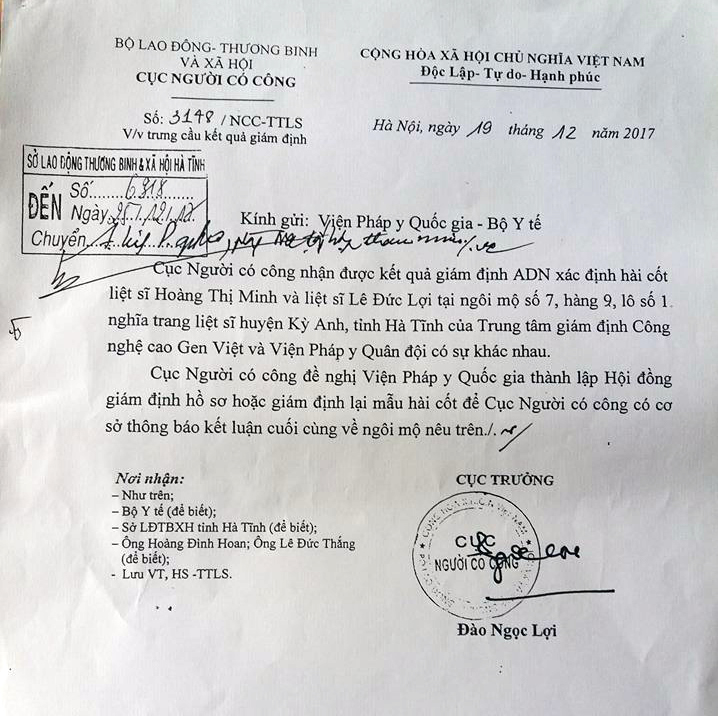 BỘ LAO ĐỘNG- THƯƠNG BINH
VÀ XÃ HỘI
CỤC NGƯỜI CÓ CÔNG
CỘNG HÒA XÃ HỘI CHỦ NGHĨA VIỆT NAM
Độc Lập- Tự do- Hạnh phúc
Số: 3148 / NCC-TTLS
V/v trưng cầu kết quả giám định
Hà Nội, ngày 19 tháng 12 năm 2017
SỞ LAO ĐỘNG THƯƠNG BINH & XÃ HỘI HÀ TĨNH
ĐẾN
Số 6818
Ngày 25/12/17
Chuyển
Kính gửi: Viện Pháp y Quốc gia - Bộ Y tế
Cục Người có công nhận được kết quả giám định ADN xác định hài cốt
liệt sĩ Hoàng Thị Minh và liệt sĩ Lê Đức Lợi tại ngôi mộ số 7, hàng 9, lô số 1
nghĩa trang liệt sĩ huyện Kỳ Anh, tỉnh Hà Tĩnh của Trung tâm giám định Công
nghệ cao Gen Việt và Viện Pháp y Quân đội có sự khác nhau.
Cục Người có công đề nghị Viện Pháp y Quốc gia thành lập Hội đồng
giám định hồ sơ hoặc giám định lại mẫu hài cốt để Cục Người có công có cơ
sở thông báo kết luận cuối cùng về ngôi mộ nêu trên./.
Nơi nhận:
– Như trên;
– Bộ Y tế (để biết);
– Sở LĐTBXH tỉnh Hà Tĩnh (để biết);
– Ông Hoàng Đình Hoan; Ông Lê Đức Thắng
(để biết);
- Lưu VT, HS -TTLS.
CỤC TRƯỞNG
CỤC
NGƯỜI CÓ CÔNG
Đào Ngọc Lợi